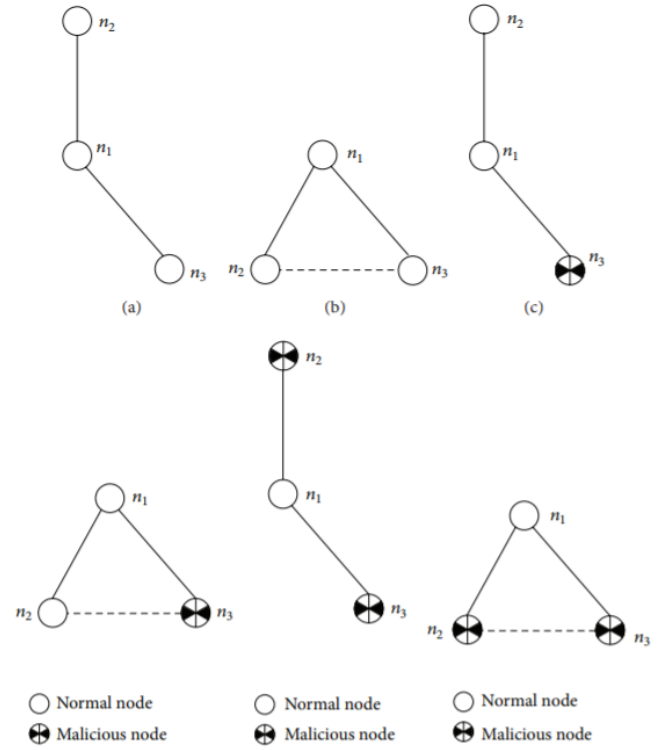 n₂
n₂
n₁
n₁
n₁
n₃
n₂
n₃
n₃
(a)
(b)
(c)
n₂
n₁
n₁
n₁
n₂
n₃
n₃
n₂
n₃
Normal node
Normal node
Normal node
Malicious node
Malicious node
Malicious node